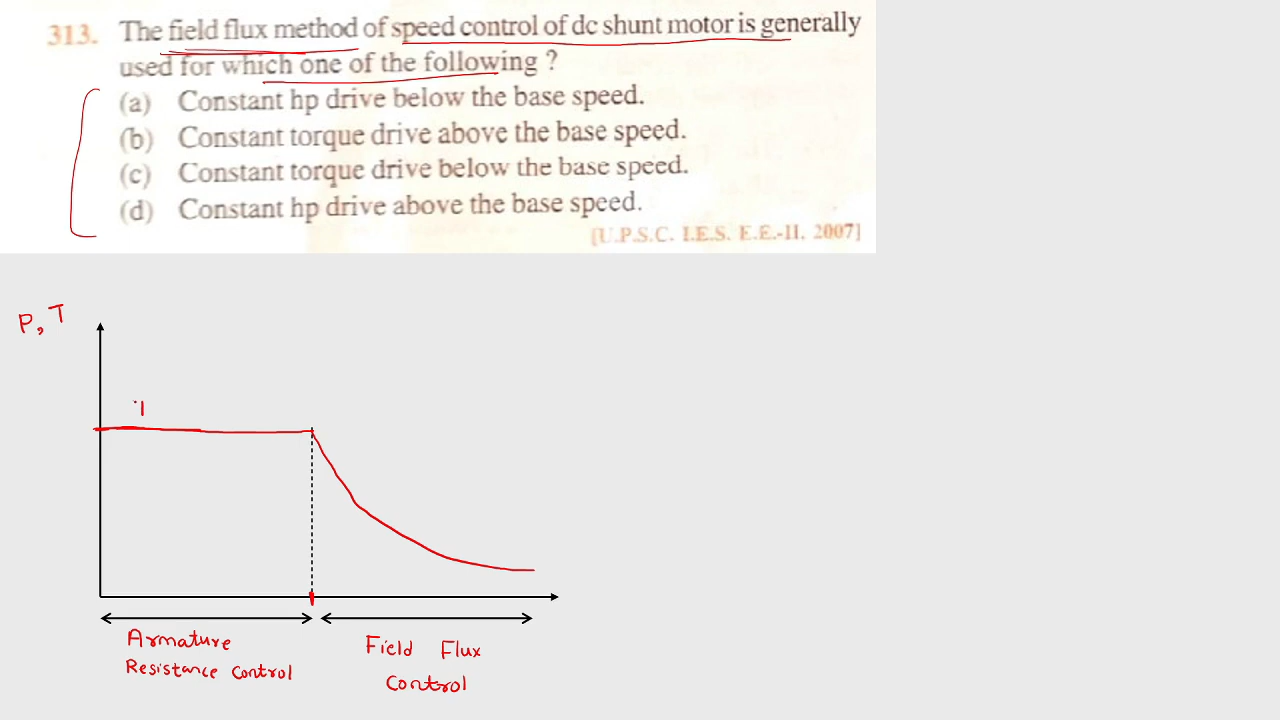 313. The field flux method of speed control of dc shunt motor is generally
used for which one of the following ?
(a) Constant hp drive below the base speed.
(b) Constant torque drive above the base speed.
(c) Constant torque drive below the base speed.
(d) Constant hp drive above the base speed.
[U.P.S.C. I.E.S. E.E.-II. 2007]
P, T
Armature
Resistance Control
Field Flux
Control